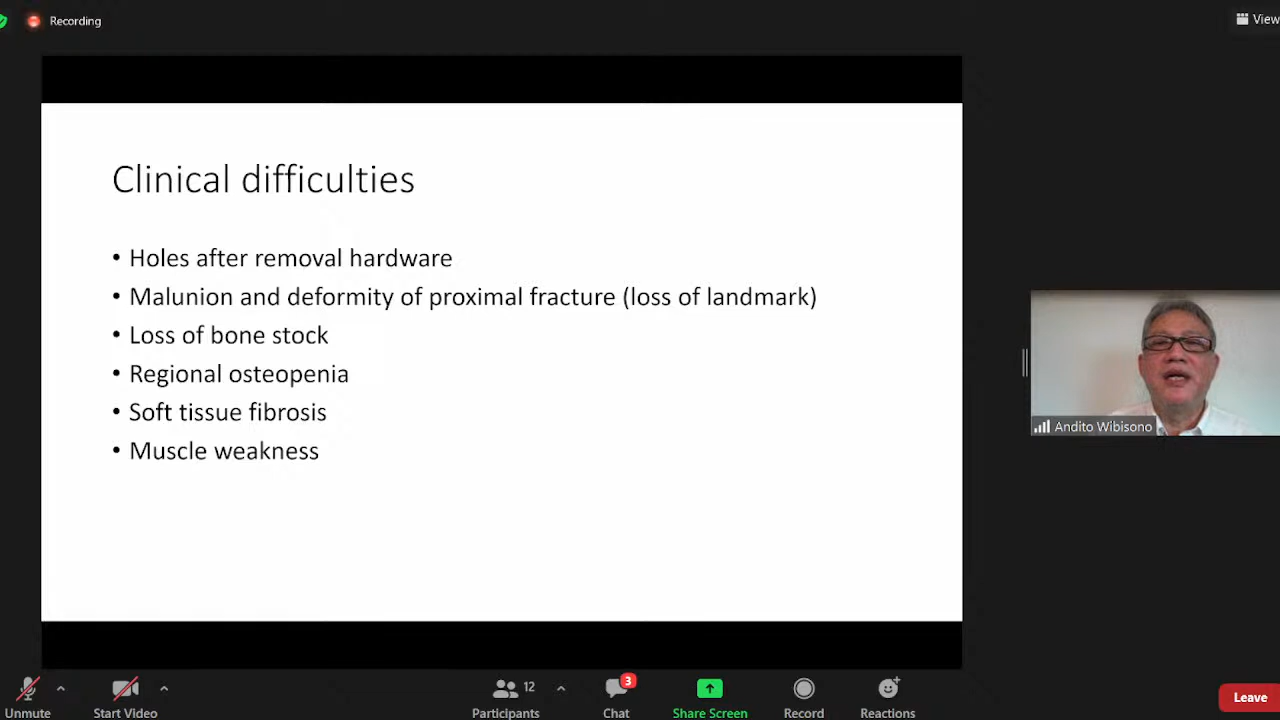 Recording
View
Clinical difficulties
• Holes after removal hardware
• Malunion and deformity of proximal fracture (loss of landmark)
• Loss of bone stock
• Regional osteopenia
• Soft tissue fibrosis
• Muscle weakness
Andito Wibisono
12
3
Unmute
Start Video
Participants
Chat
Share Screen
Record
Reactions
Leave